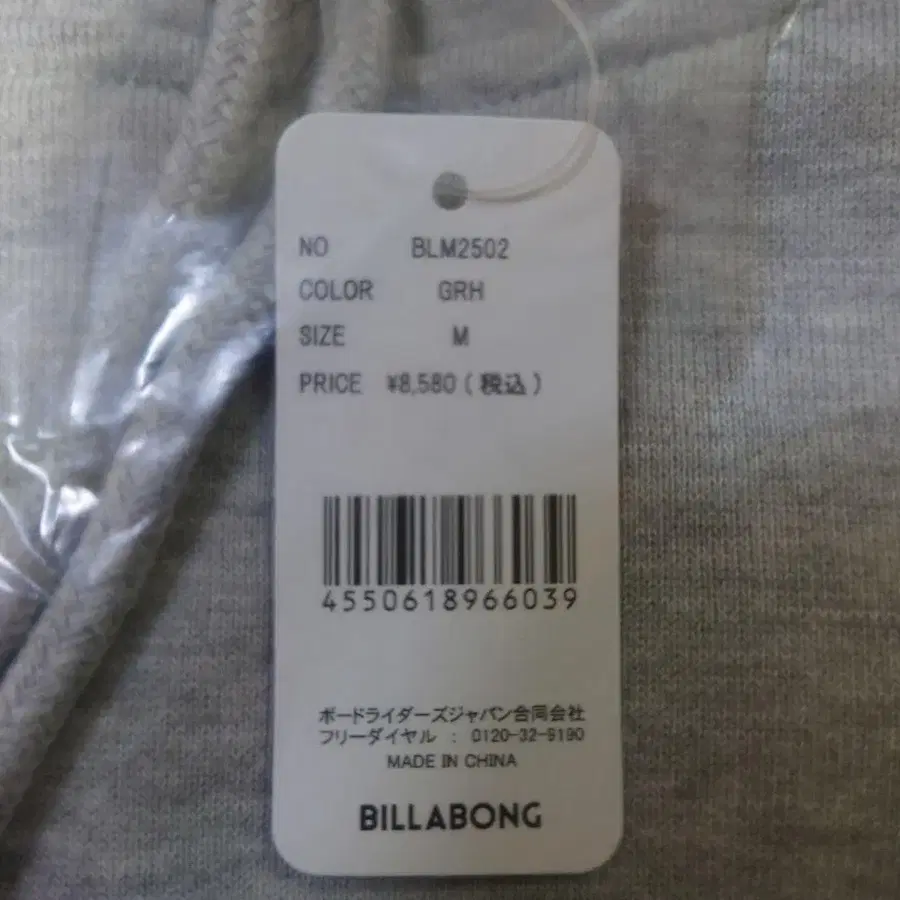 NO BLM2502
COLOR GRH
SIZE M
PRICE ¥8,580(税込)
4550618966039
ボードライダーズジャパン合同会社
フリーダイヤル : 0120-32-9190
MADE IN CHINA
BILLABONG